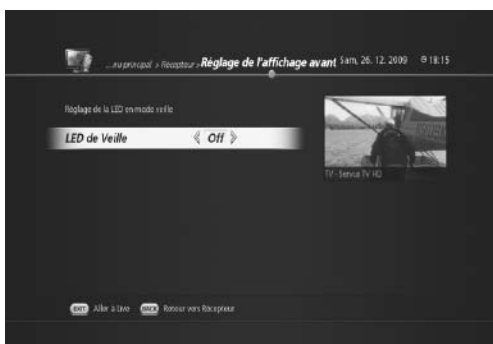 ...nu principal > Récepteur > Réglage de l'affichage avant Sam, 26. 12. 2009 18:15
Réglage de la LED en mode veille
LED de Veille « Off »
TV - Servus TV HD
EXIT Aller à Live BACK Retour vers Récepteur